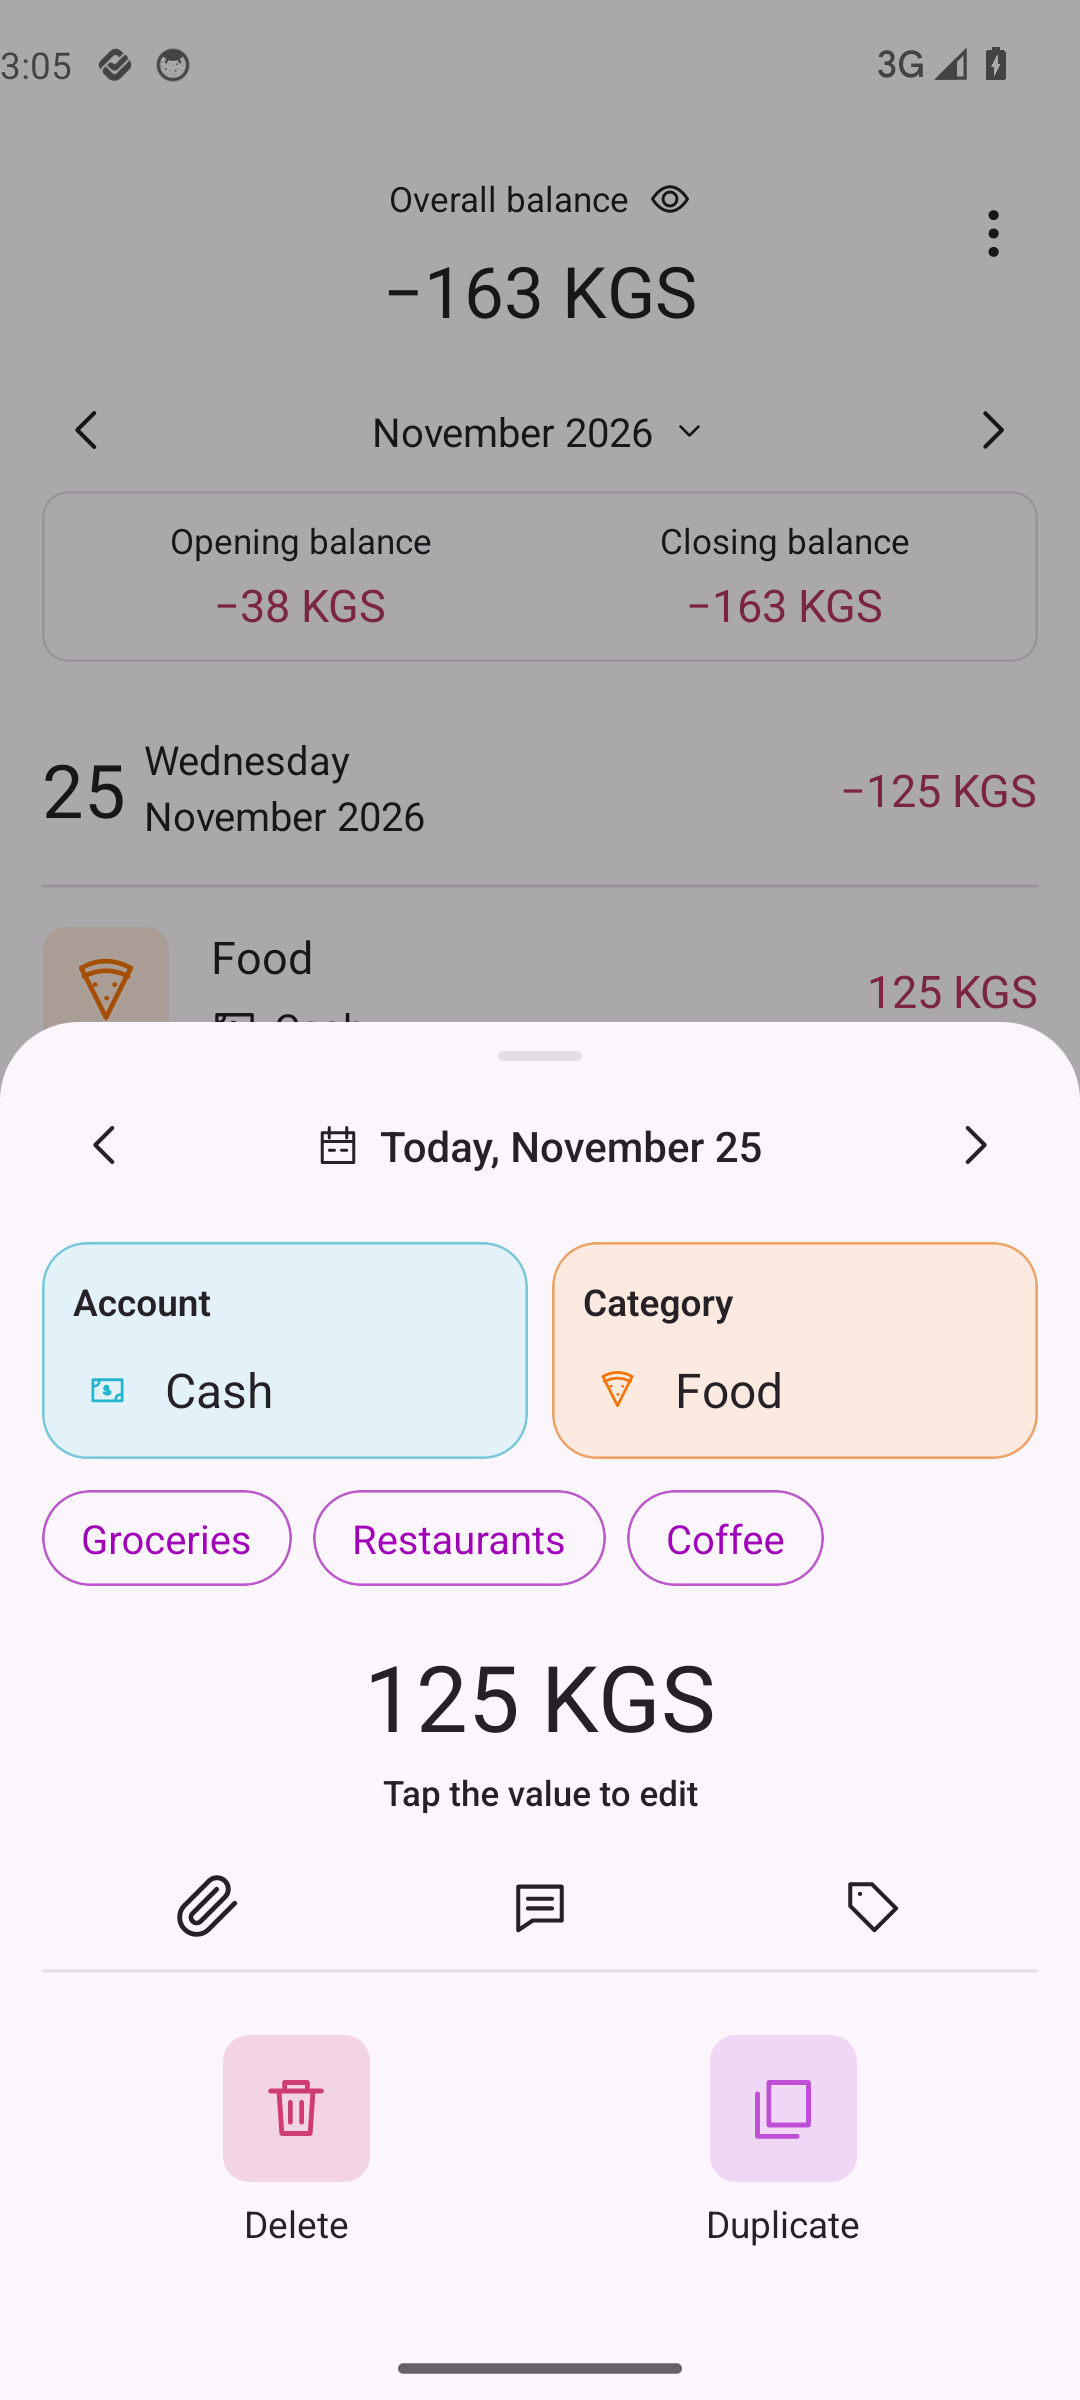 3:05
3G
Overall balance
−163 KGS
November 2026
Opening balance
Closing balance
−38 KGS
−163 KGS
25
Wednesday
November 2026
−125 KGS
Food
125 KGS
Cash
Today, November 25
Account
Category
Cash
Food
Groceries
Restaurants
Coffee
125 KGS
Tap the value to edit
Delete
Duplicate